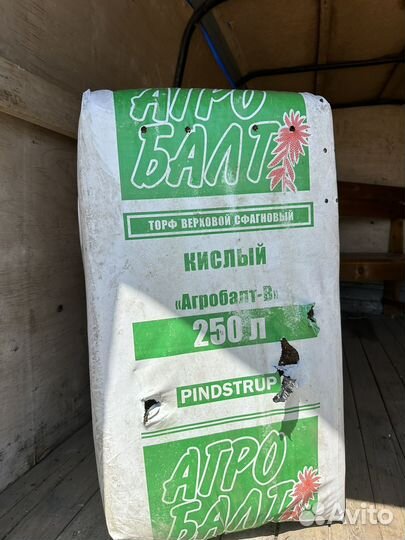 АГРО
БАЛТ
ТОРФ ВЕРХОВОЙ СФАГНОВЫЙ
КИСЛЫЙ
«Агробалт-В»
250 Л
PINDSTRUP
АГРО
БАЛТ
Avito